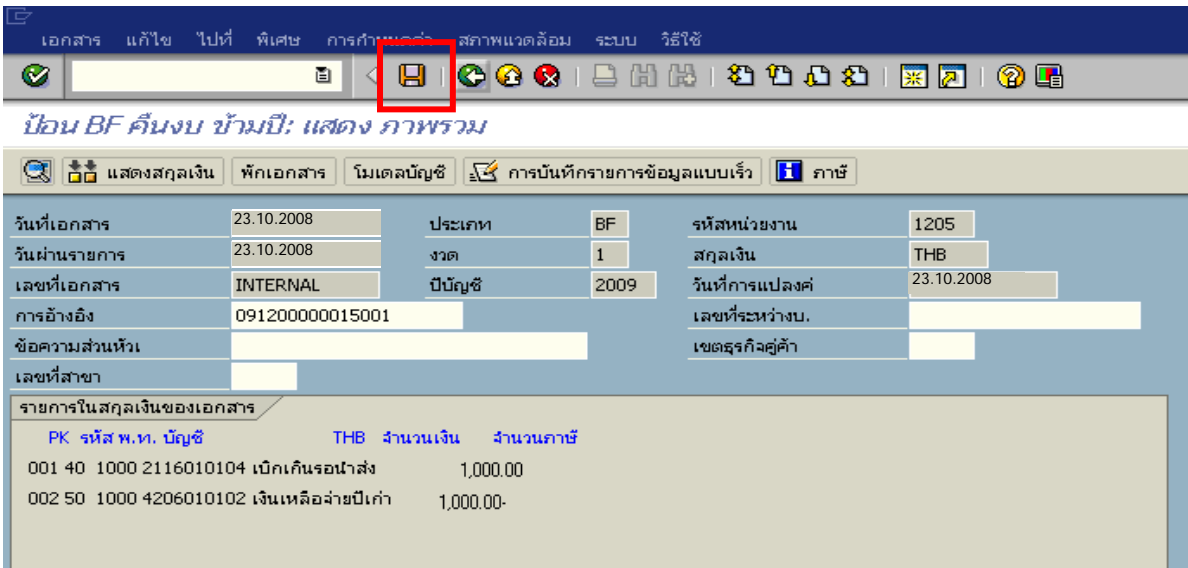 เอกสาร แก้ไข ไปที่ พิเศษ การกำหนดค่า สภาพแวดล้อม ระบบ วิธีใช้
ป้อน BF คืนงบ ข้ามปี: แสดง ภาพรวม
แสดงสกุลเงิน พักเอกสาร โมเดลบัญชี การบันทึกรายการข้อมูลแบบเร็ว ภาษี
วันที่เอกสาร 23.10.2008 ประเภท BF รหัสหน่วยงาน 1205
วันผ่านรายการ 23.10.2008 งวด 1 สกุลเงิน THB
เลขที่เอกสาร INTERNAL ปีบัญชี 2009 วันที่การแปลงค่ 23.10.2008
การอ้างอิง 091200000015001 เลขที่ระหว่างบ.
ข้อความส่วนหัวเ เขตธุรกิจคู่ค้า
เลขที่สาขา
รายการในสกุลเงินของเอกสาร
PK รหัส พ.ท. บัญชี THB จำนวนเงิน จำนวนภาษี
001 40 1000 2116010104 เบิกเกินรอนำส่ง 1,000.00
002 50 1000 4206010102 เงินเหลือจ่ายปีเก่า 1,000.00-